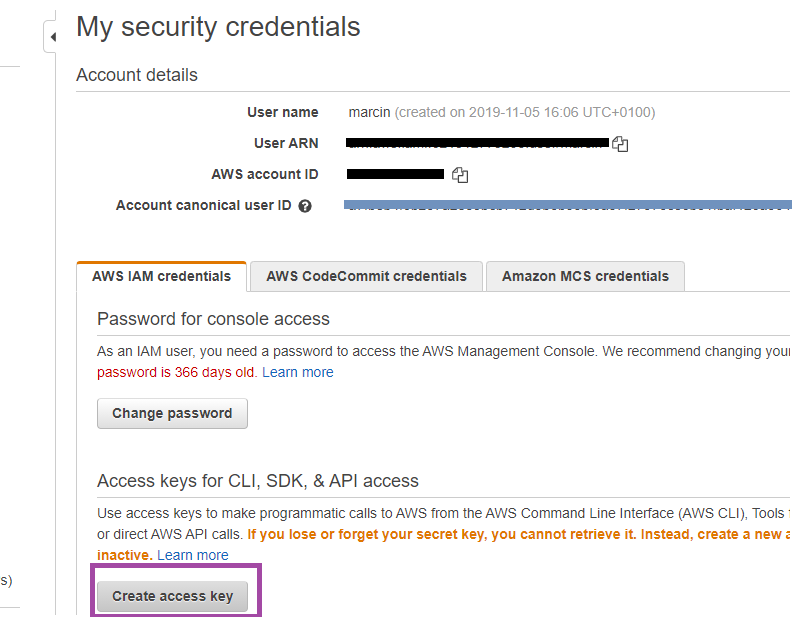 My security credentials
Account details
User name marcin (created on 2019-11-05 16:06 UTC+0100)
User ARN
AWS account ID
Account canonical user ID ?
AWS IAM credentials AWS CodeCommit credentials Amazon MCS credentials
Password for console access
As an IAM user, you need a password to access the AWS Management Console. We recommend changing your
password is 366 days old. Learn more
Change password
Access keys for CLI, SDK, & API access
Use access keys to make programmatic calls to AWS from the AWS Command Line Interface (AWS CLI), Tools
or direct AWS API calls. If you lose or forget your secret key, you cannot retrieve it. Instead, create a new a
inactive. Learn more
s)
Create access key